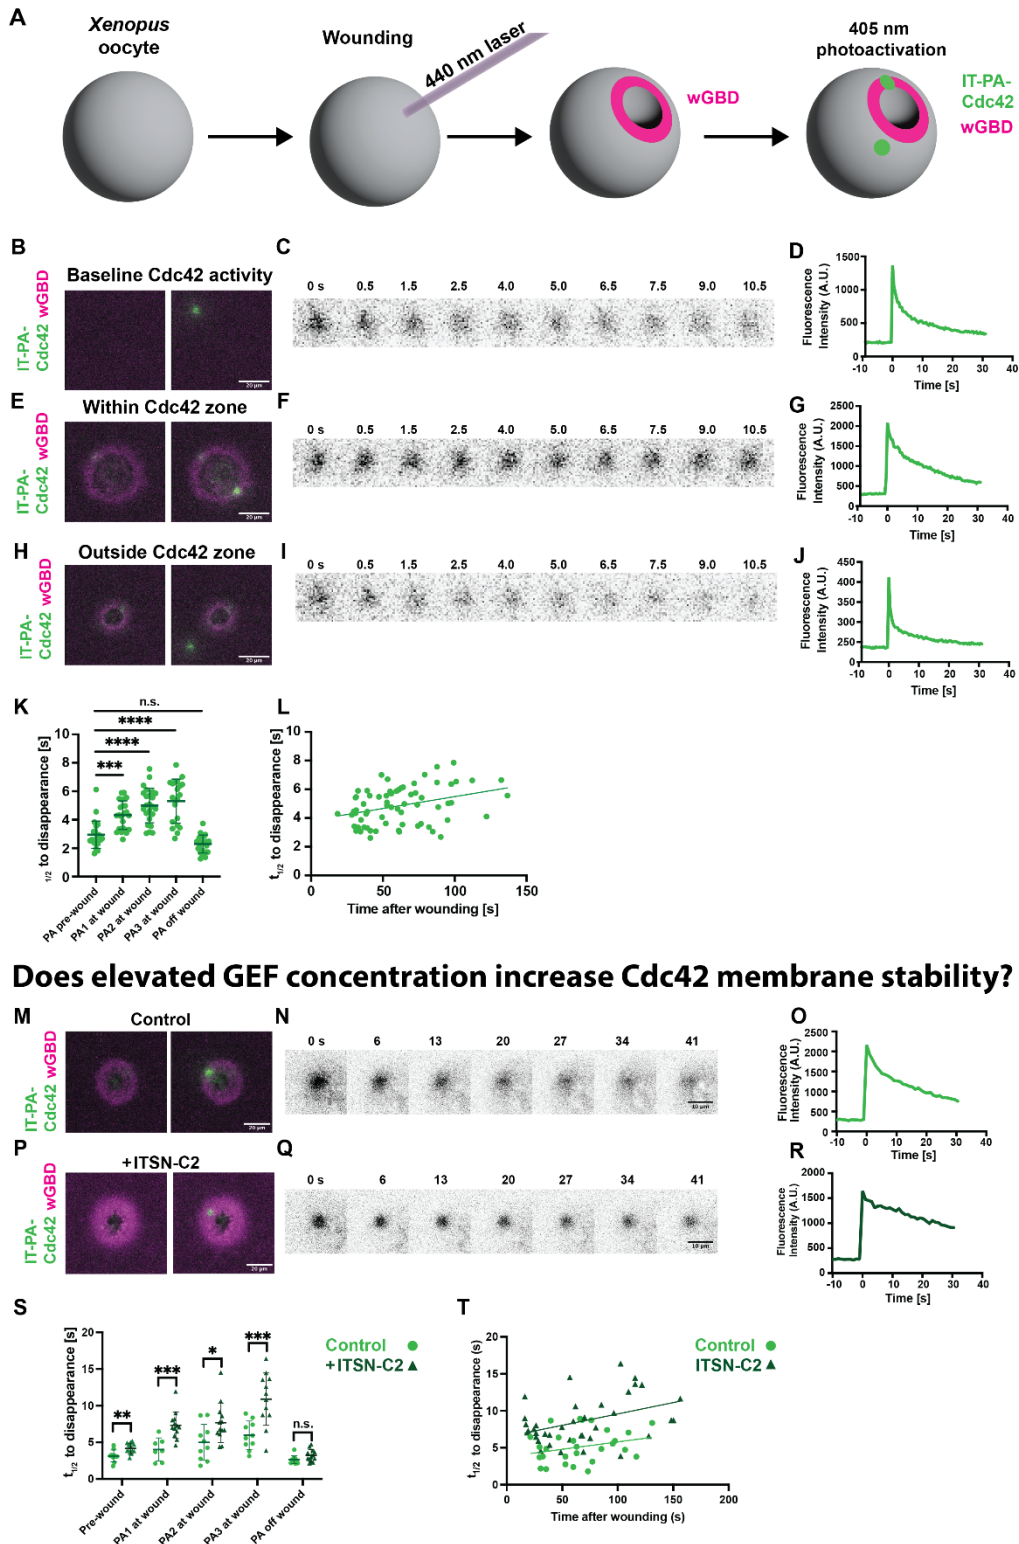 A
Xenopus
oocyte
Wounding
440 nm laser
405 nm
photoactivation
wGBD
IT-PA-
Cdc42
wGBD
B
Baseline Cdc42 activity
IT-PA-
Cdc42 wGBD
20 µm
C
0 s 0.5 1.5 2.5 4.0 5.0 6.5 7.5 9.0 10.5
D
Fluorescence
Intensity (A.U.)
1500
1000
500
0
-10 0 10 20 30 40
Time [s]
E
Within Cdc42 zone
IT-PA-
Cdc42 wGBD
20 µm
F
0 s 0.5 1.5 2.5 4.0 5.0 6.5 7.5 9.0 10.5
G
Fluorescence
Intensity (A.U.)
2500
2000
1500
1000
500
0
-10 0 10 20 30 40
Time [s]
H
Outside Cdc42 zone
IT-PA-
Cdc42 wGBD
20 µm
I
0 s 0.5 1.5 2.5 4.0 5.0 6.5 7.5 9.0 10.5
J
Fluorescence
Intensity (A.U.)
450
400
350
300
250
200
-10 0 10 20 30 40
Time [s]
K
n.s.
****
****
***
1/2 to disappearance [s]
10
8
6
4
2
0
PA pre-wound
PA1 at wound
PA2 at wound
PA3 at wound
PA off wound
L
t1/2 to disappearance [s]
10
8
6
4
2
0
0 50 100 150
Time after wounding [s]
Does elevated GEF concentration increase Cdc42 membrane stability?
M
Control
IT-PA-
Cdc42 wGBD
20 µm
N
0 s 6 13 20 27 34 41
10 µm
O
Fluorescence
Intensity (A.U.)
2500
2000
1500
1000
500
0
-10 0 10 20 30 40
Time [s]
P
+ITSN-C2
IT-PA-
Cdc42 wGBD
20 µm
Q
0 s 6 13 20 27 34 41
10 µm
R
Fluorescence
Intensity (A.U.)
2000
1500
1000
500
0
-10 0 10 20 30 40
Time [s]
S
t1/2 to disappearance [s]
20
15
10
5
0
**
***
*
***
n.s.
Pre-wound
PA1 at wound
PA2 at wound
PA3 at wound
PA off wound
Control
+ITSN-C2
T
t1/2 to disappearance (s)
20
15
10
5
0
0 50 100 150 200
Time after wounding (s)
Control
ITSN-C2